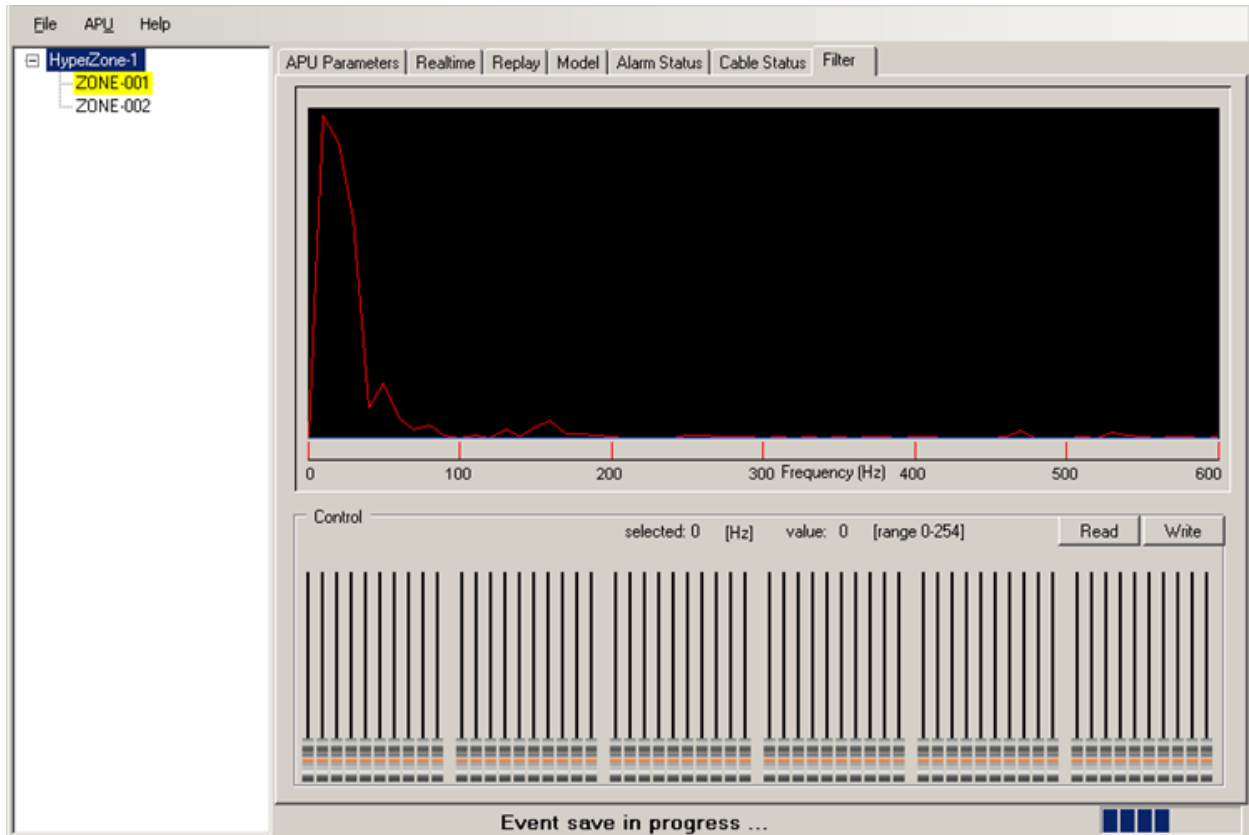 File APU Help
HyperZone-1
ZONE-001
ZONE-002
APU Parameters Realtime Replay Model Alarm Status Cable Status Filter
0 100 200 300 Frequency (Hz) 400 500 600
Control
selected: 0 [Hz] value: 0 [range 0-254] Read Write
Event save in progress ...